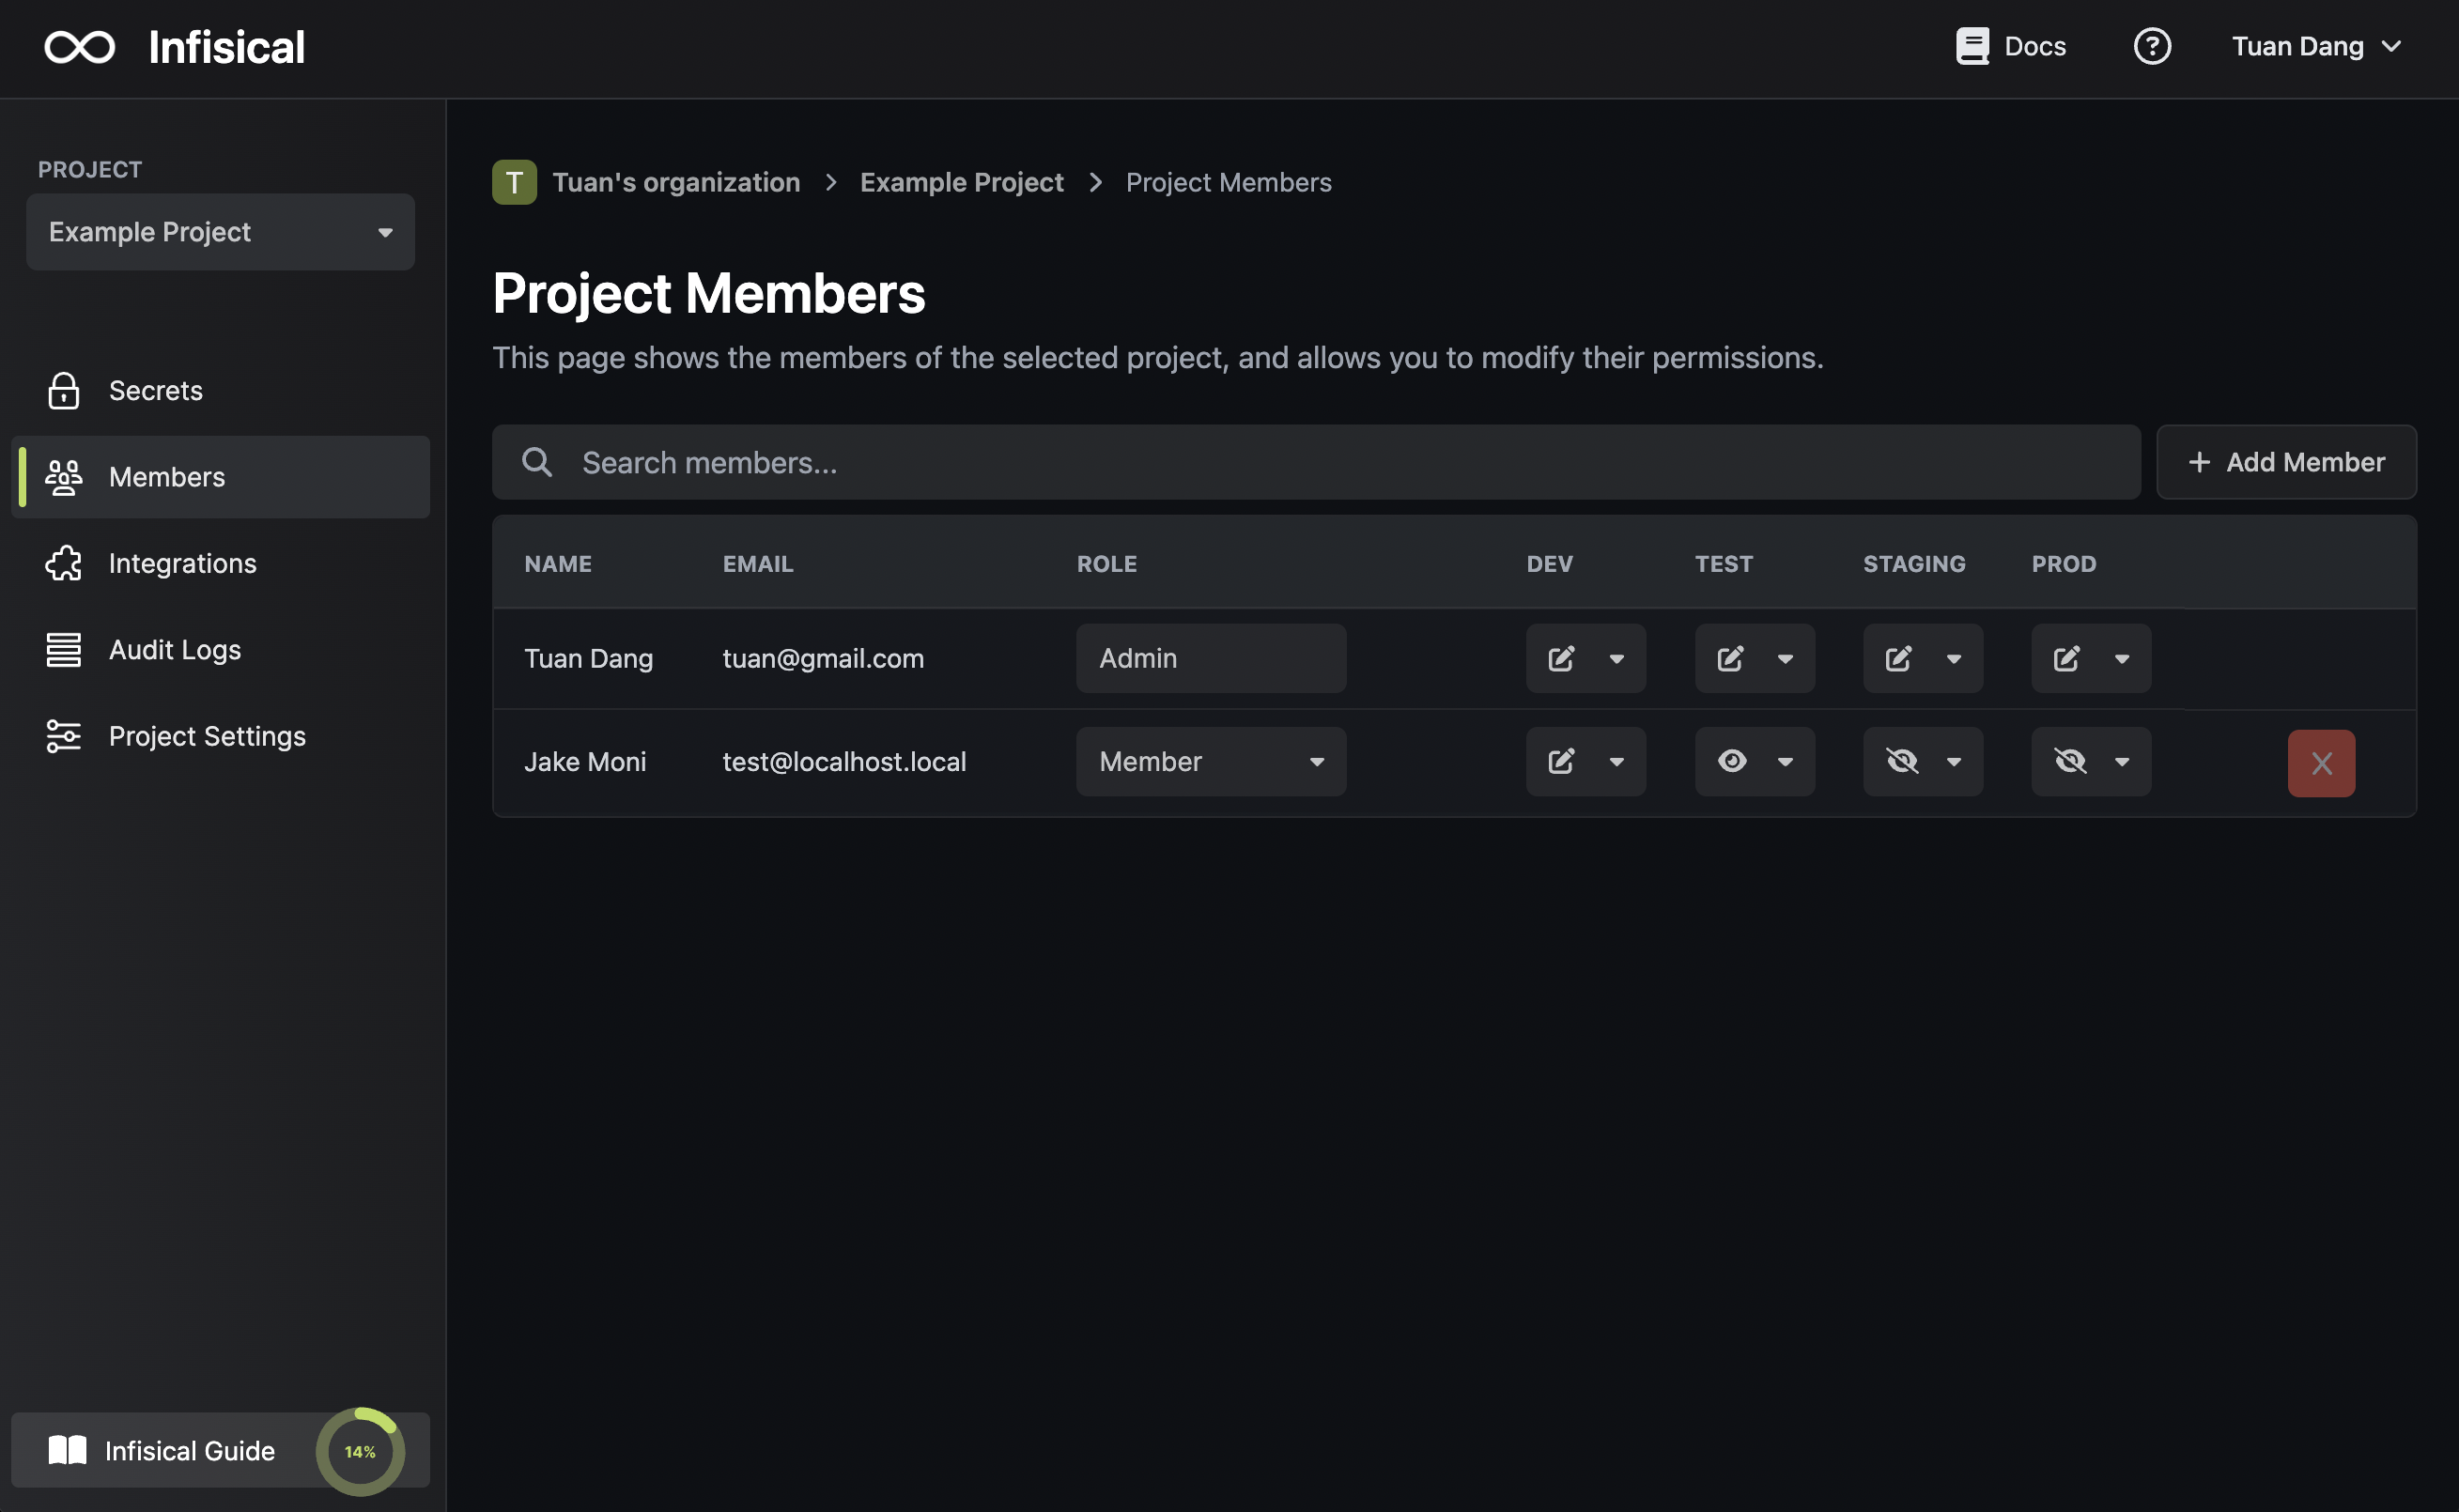 Infisical
Docs
Tuan Dang
PROJECT
Example Project
Secrets
Members
Integrations
Audit Logs
Project Settings
Infisical Guide
14%
T Tuan's organization > Example Project > Project Members
Project Members
This page shows the members of the selected project, and allows you to modify their permissions.
Search members...
+ Add Member
NAME EMAIL ROLE DEV TEST STAGING PROD
Tuan Dang tuan@gmail.com Admin
Jake Moni test@localhost.local Member